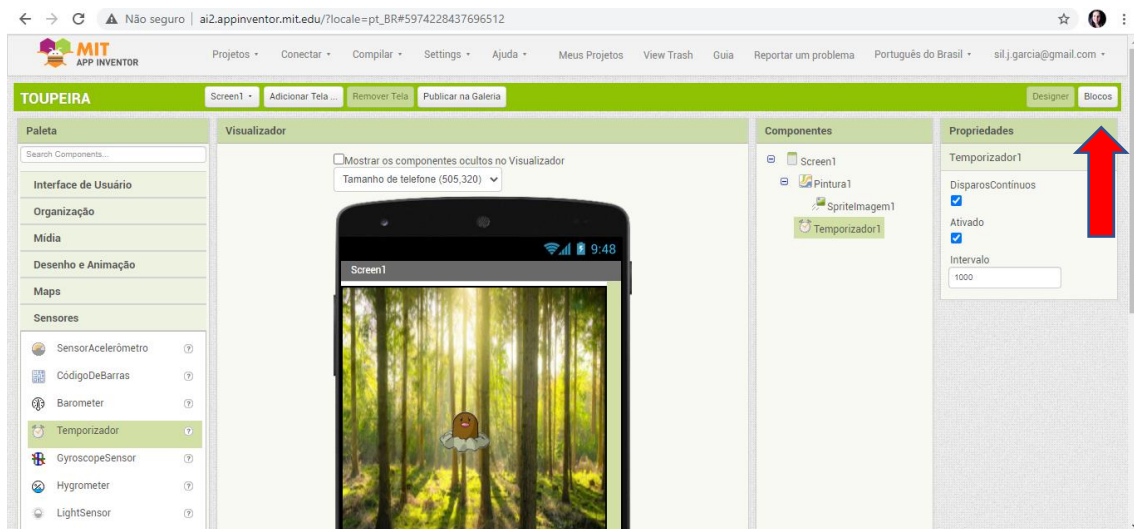 Não seguro | ai2.appinventor.mit.edu/?locale=pt_BR#5974228437696512
MIT
APP INVENTOR
Projetos Conectar Compilar Settings Ajuda Meus Projetos View Trash Guia Reportar um problema Português do Brasil sil.j.garcia@gmail.com
TOUPEIRA Screen1 Adicionar Tela ... Remover Tela Publicar na Galeria Designer Blocos
Paleta Visualizador Componentes Propriedades
Search Components...
Interface de Usuário
Organização
Mídia
Desenho e Animação
Maps
Sensores
SensorAcelerômetro ?
CódigoDeBarras ?
Barometer ?
Temporizador ?
GyroscopeSensor ?
Hygrometer ?
LightSensor ?
Mostrar os componentes ocultos no Visualizador
Tamanho de telefone (505,320)
9:48
Screen1
Screen1
Pintura1
SpriteImagem1
Temporizador1
Temporizador1
DisparosContínuos
Ativado
Intervalo
1000